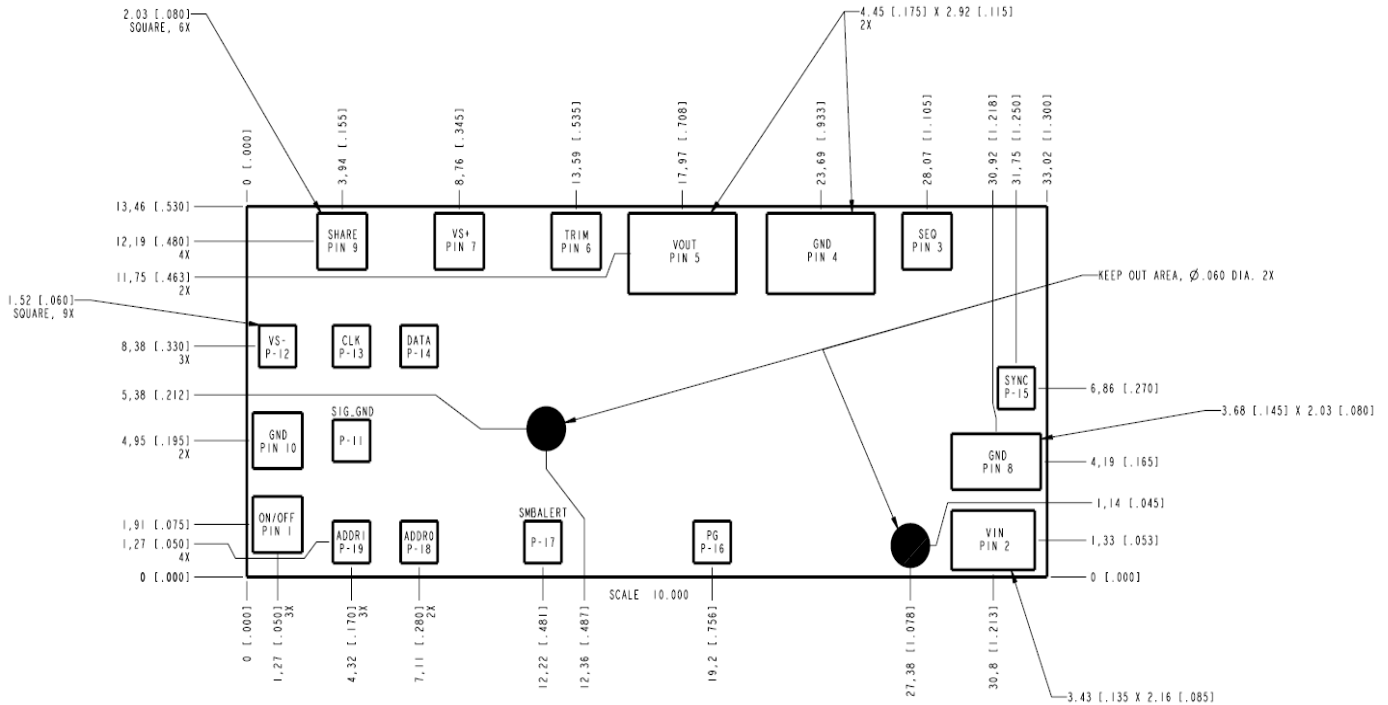 2.03 [.080]
SQUARE, 6X
4.45 [.175] X 2.92 [.115]
2X
0 [.000]
3,94 [.155]
8,76 [.345]
13,59 [.535]
17,97 [.708]
23,69 [.933]
28,07 [1.105]
30,92 [1.218]
31,75 [1.250]
33,02 [1.300]
13,46 [.530]
12,19 [.480]
4X
11,75 [.463]
2X
SHARE
PIN 9
VS+
PIN 7
TRIM
PIN 6
VOUT
PIN 5
GND
PIN 4
SEQ
PIN 3
KEEP OUT AREA, Ø.060 DIA. 2X
1.52 [.060]
SQUARE, 9X
8,38 [.330]
3X
VS-
P-12
CLK
P-13
DATA
P-14
5,38 [.212]
SYNC
P-15
6,86 [.270]
3.68 [.145] X 2.03 [.080]
4,95 [.195]
2X
GND
PIN 10
SIG_GND
P-11
GND
PIN 8
4,19 [.165]
1,14 [.045]
1,91 [.075]
1,27 [.050]
4X
ON/OFF
PIN 1
ADDR1
P-19
ADDR0
P-18
SMBALERT
P-17
PG
P-16
VIN
PIN 2
1,33 [.053]
0 [.000]
0 [.000]
SCALE 10.000
0 [.000]
1,27 [.050]
3X
4,32 [.170]
3X
7,11 [.280]
2X
12,22 [.481]
12,36 [.487]
19,2 [.756]
27,38 [1.078]
30,8 [1.213]
3.43 [.135 X 2.16 [.085]